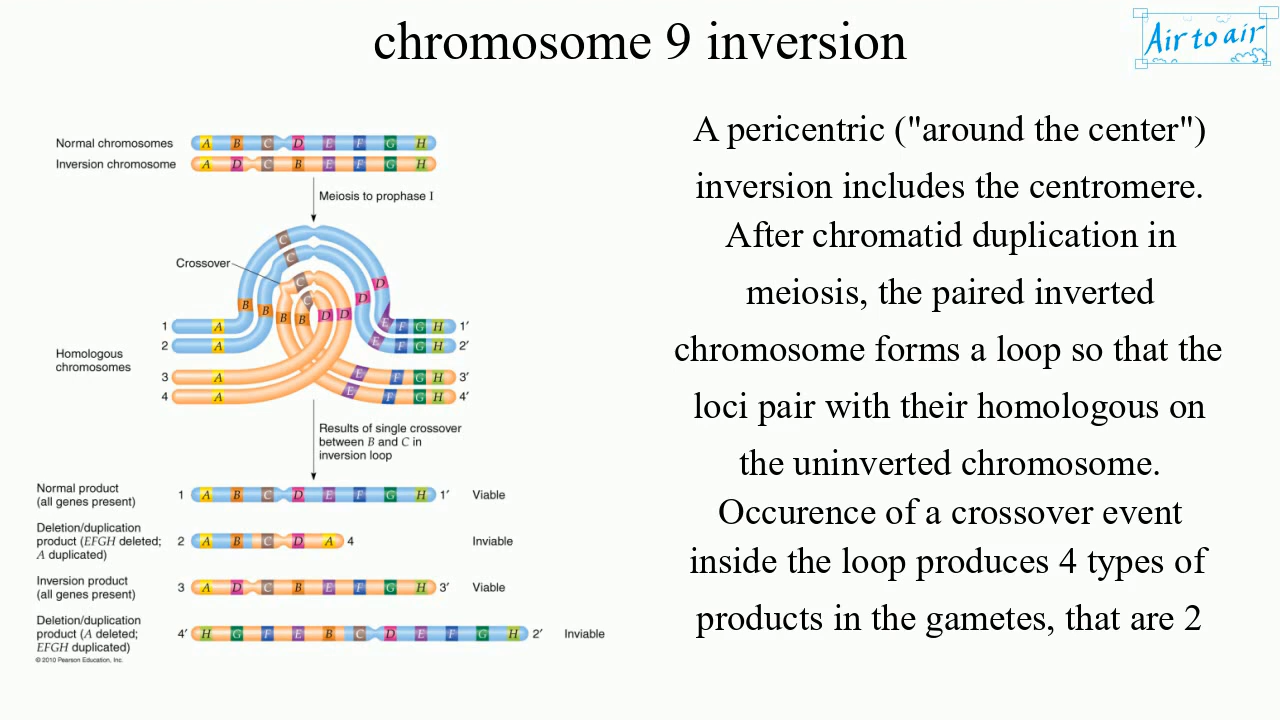 chromosome 9 inversion
Air to air
Normal chromosomes A B C D E F G H
Inversion chromosome A D C B E F G H
Meiosis to prophase I
Crossover
C
C
C
C
B B B B D D D D
1 A E F G H 1′
2 A E F G H 2′
Homologous
chromosomes
3 A E F G H 3′
4 A E F G H 4′
Results of single crossover
between B and C in
inversion loop
Normal product
(all genes present)
1 A B C D E F G H 1′ Viable
Deletion/duplication
product (EFGH deleted;
A duplicated)
2 A B C D A 4 Inviable
Inversion product
(all genes present)
3 A D C B E F G H 3′ Viable
Deletion/duplication
product (A deleted;
EFGH duplicated)
4′ H G F E B C D E F G H 2′ Inviable
© 2010 Pearson Education, Inc.
A pericentric ("around the center")
inversion includes the centromere.
After chromatid duplication in
meiosis, the paired inverted
chromosome forms a loop so that the
loci pair with their homologous on
the uninverted chromosome.
Occurence of a crossover event
inside the loop produces 4 types of
products in the gametes, that are 2